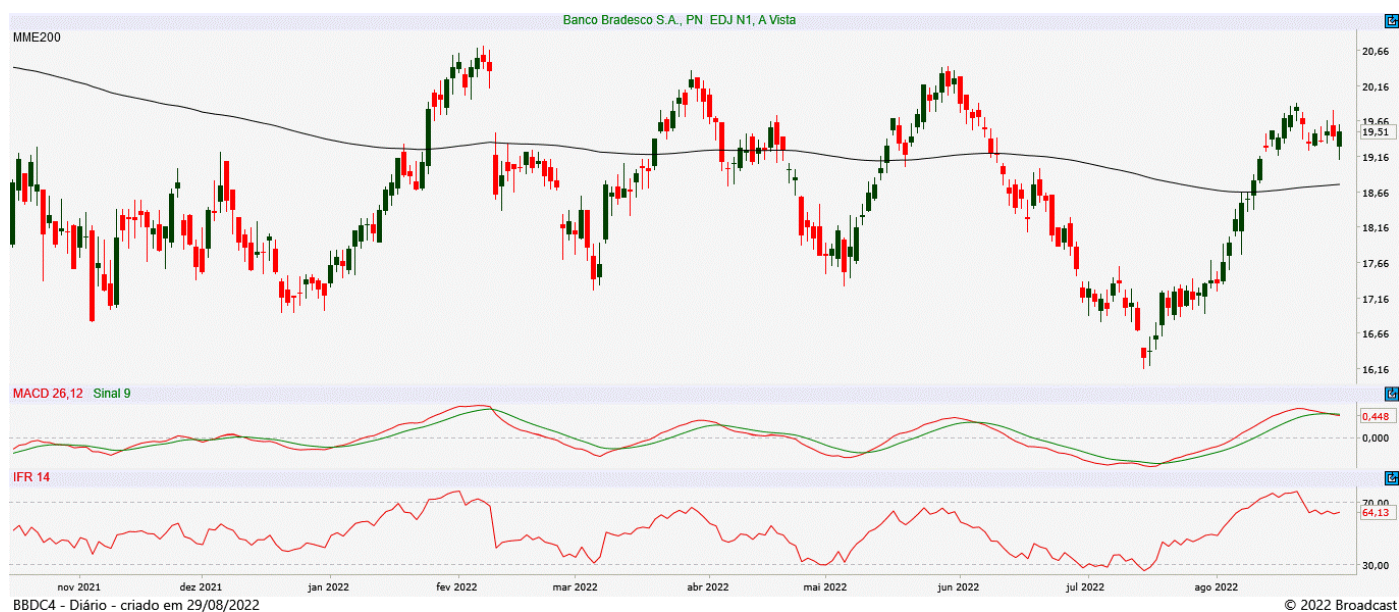 Banco Bradesco S.A., PN EDJ N1, A Vista
MME200
20,66
20,16
19,66
19,51
19,16
18,66
18,16
17,66
17,16
16,66
16,16
MACD 26,12 Sinal 9
0,448
0,000
IFR 14
70,00
64,13
30,00
nov 2021 dez 2021 jan 2022 fev 2022 mar 2022 abr 2022 mai 2022 jun 2022 jul 2022 ago 2022
BBDC4 - Diário - criado em 29/08/2022 © 2022 Broadcast